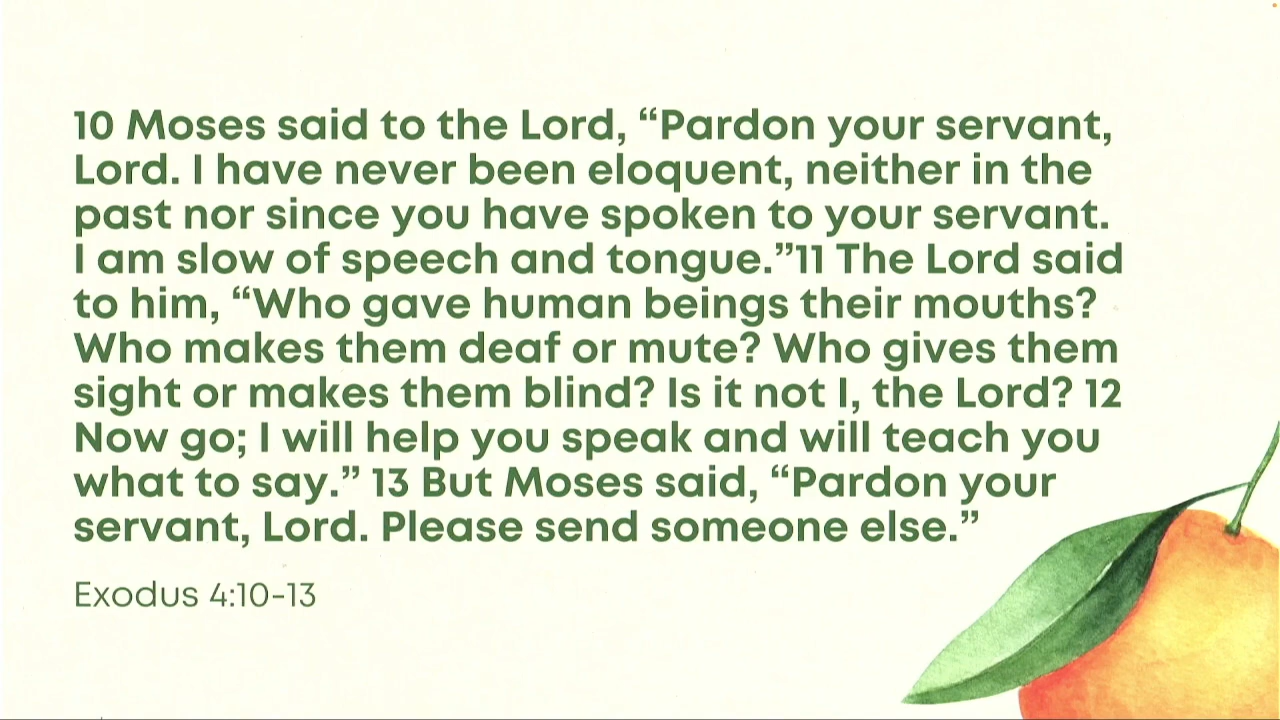 10 Moses said to the Lord, “Pardon your servant,
Lord. I have never been eloquent, neither in the
past nor since you have spoken to your servant.
I am slow of speech and tongue.”11 The Lord said
to him, “Who gave human beings their mouths?
Who makes them deaf or mute? Who gives them
sight or makes them blind? Is it not I, the Lord? 12
Now go; I will help you speak and will teach you
what to say.” 13 But Moses said, “Pardon your
servant, Lord. Please send someone else.”
Exodus 4:10-13